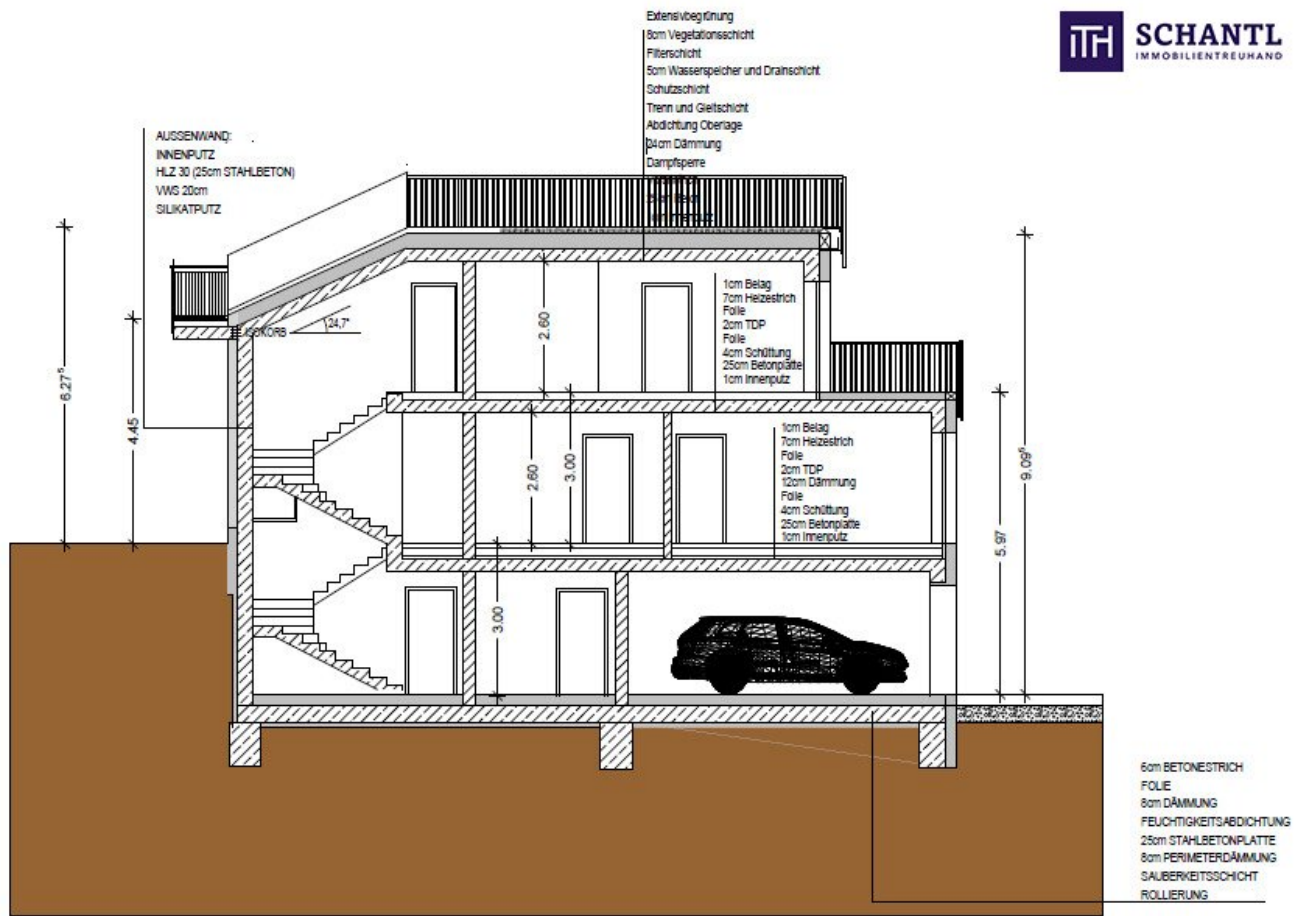 Extensivbegrünung
8cm Vegetationsschicht
Filterschicht
5cm Wasserspeicher und Drainschicht
Schutzschicht
Trenn und Gleitschicht
Abdichtung Oberlage
24cm Dämmung
Dampfsperre
iTH SCHANTL
IMMOBILIENTREUHAND
AUSSENWAND:
INNENPUTZ
HLZ 30 (25cm STAHLBETON)
VWS 20cm
SILIKATPUTZ
ISOKORB
24,7°
6.27⁵
4.45
2.60
1cm Belag
7cm Heizestrich
Folie
2cm TDP
Folie
4cm Schüttung
25cm Betonplatte
1cm Innenputz
2.60
3.00
1cm Belag
7cm Heizestrich
Folie
2cm TDP
12cm Dämmung
Folie
4cm Schüttung
25cm Betonplatte
1cm Innenputz
9.09⁵
5.97
3.00
6cm BETONESTRICH
FOLIE
8cm DÄMMUNG
FEUCHTIGKEITSABDICHTUNG
25cm STAHLBETONPLATTE
8cm PERIMETERDÄMMUNG
SAUBERKEITSSCHICHT
ROLLIERUNG